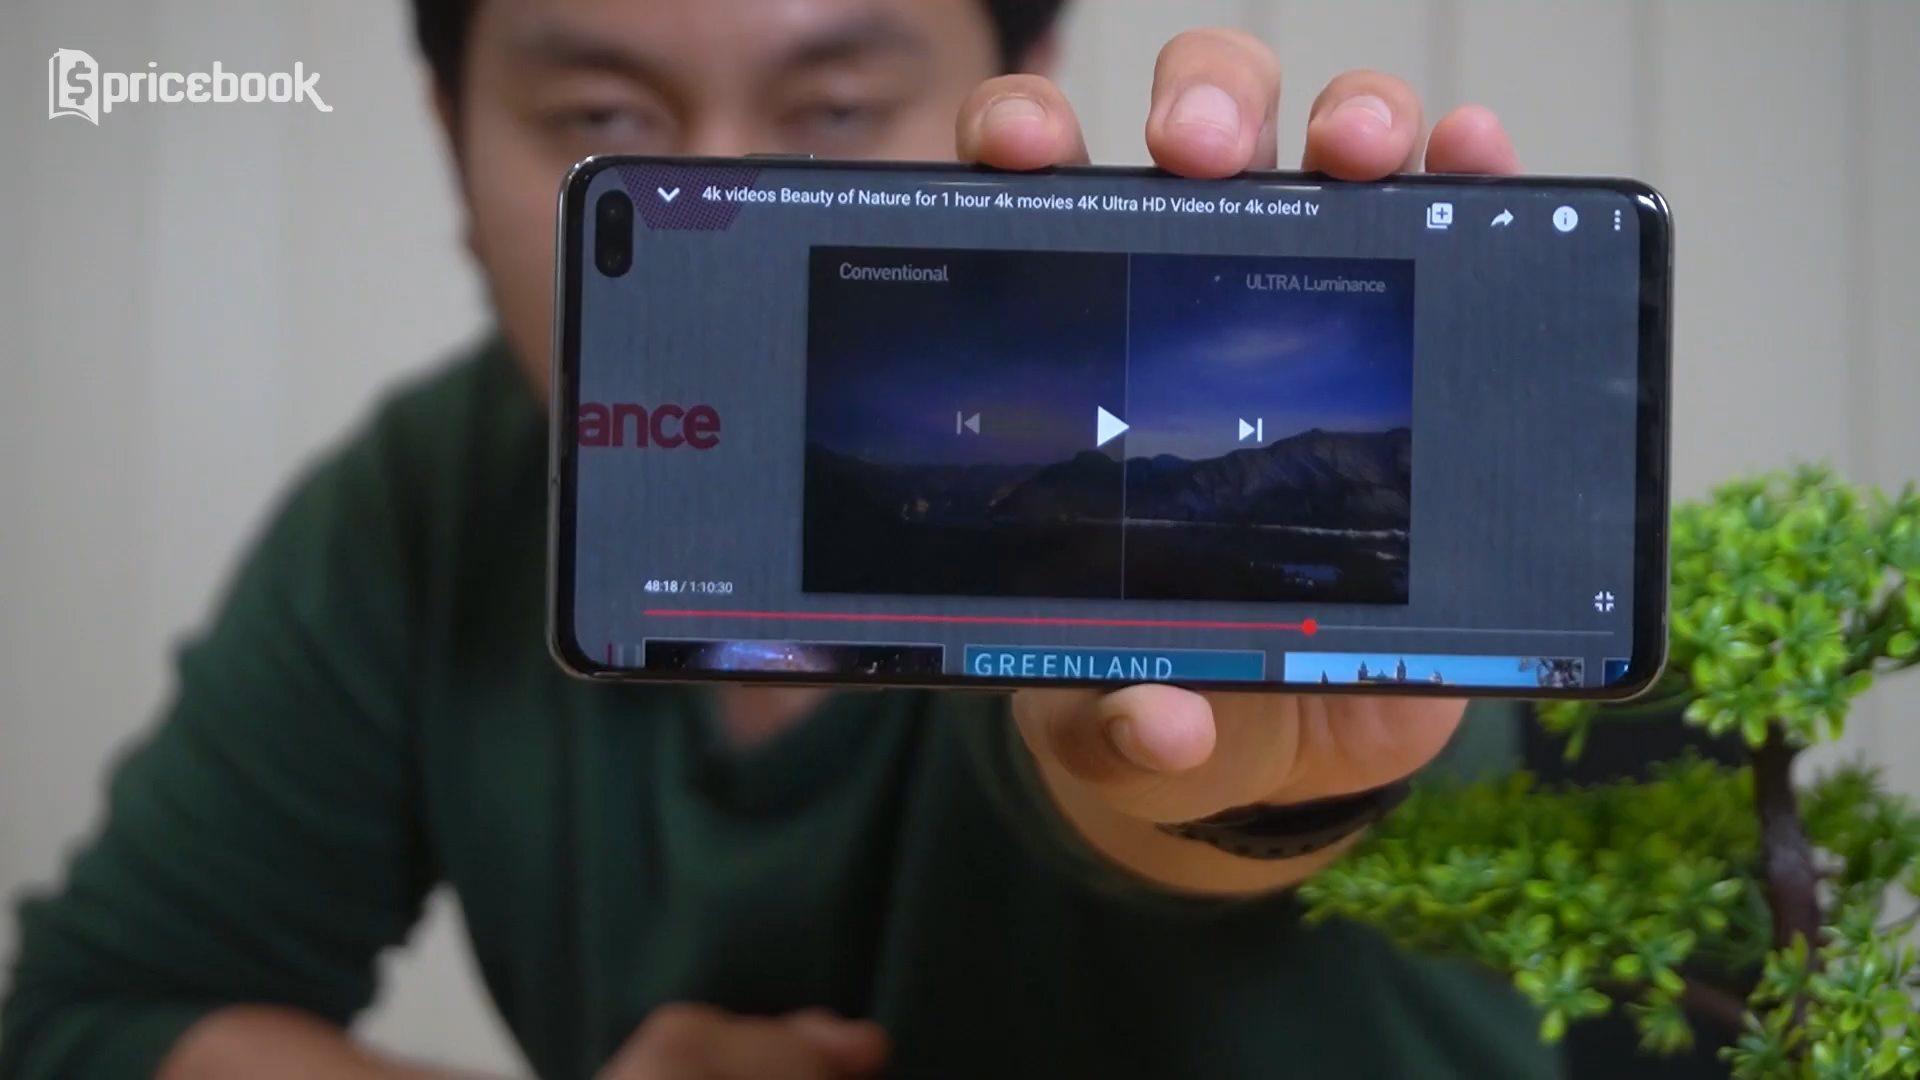 pricebook
4k videos Beauty of Nature for 1 hour 4k movies 4K Ultra HD Video for 4k oled tv
Conventional
ULTRA Luminance
ance
48:18 / 1:10:30
GREENLAND